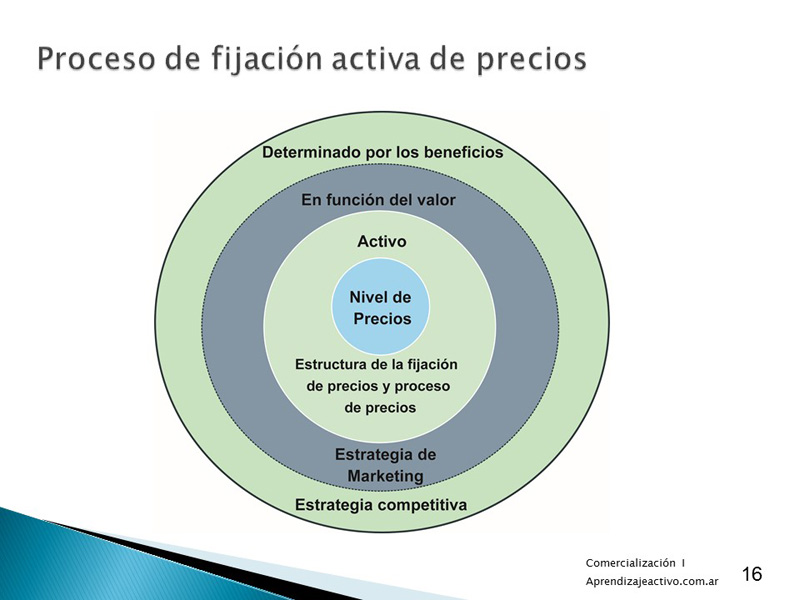 Proceso de fijación activa de precios
Determinado por los beneficios
En función del valor
Activo
Nivel de
Precios
Estructura de la fijación
de precios y proceso
de precios
Estrategia de
Marketing
Estrategia competitiva
Comercialización I
Aprendizajeactivo.com.ar
16